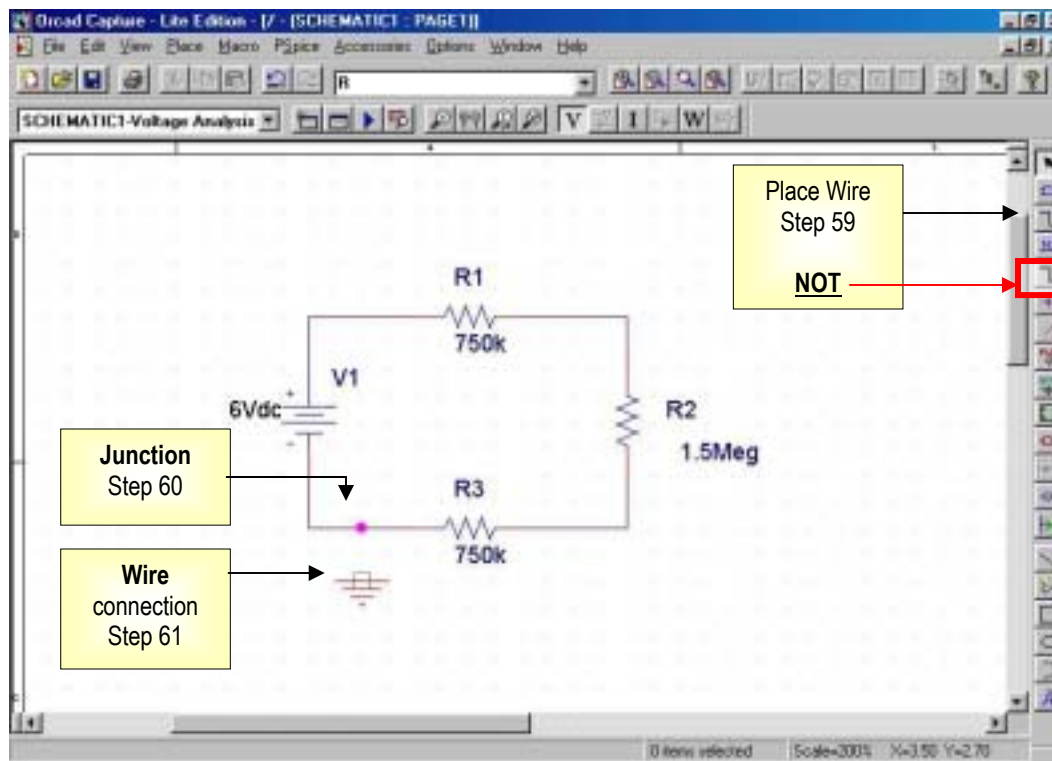 Orcad Capture - Lite Edition - [/ - (SCHEMATIC1 : PAGE1)]
File Edit View Place Macro PSpice Accessories Options Window Help
R
SCHEMATIC1-Voltage Analysis
V I W
Place Wire
Step 59
NOT
R1
750k
V1
6Vdc
R2
1.5Meg
Junction
Step 60
R3
750k
Wire
connection
Step 61
0 items selected Scale=200% X=3.50 Y=2.70